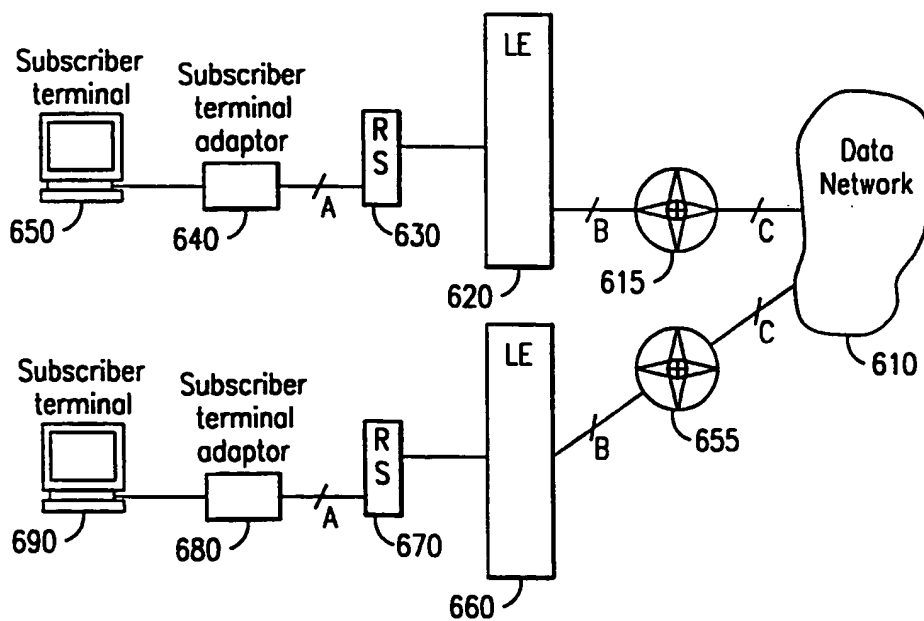 Subscriber
terminal
Subscriber
terminal
adaptor
R
S
LE
Data
Network
A
B
C
650
640
630
620
615
610
C
Subscriber
terminal
Subscriber
terminal
adaptor
R
S
LE
655
B
A
690
680
670
660